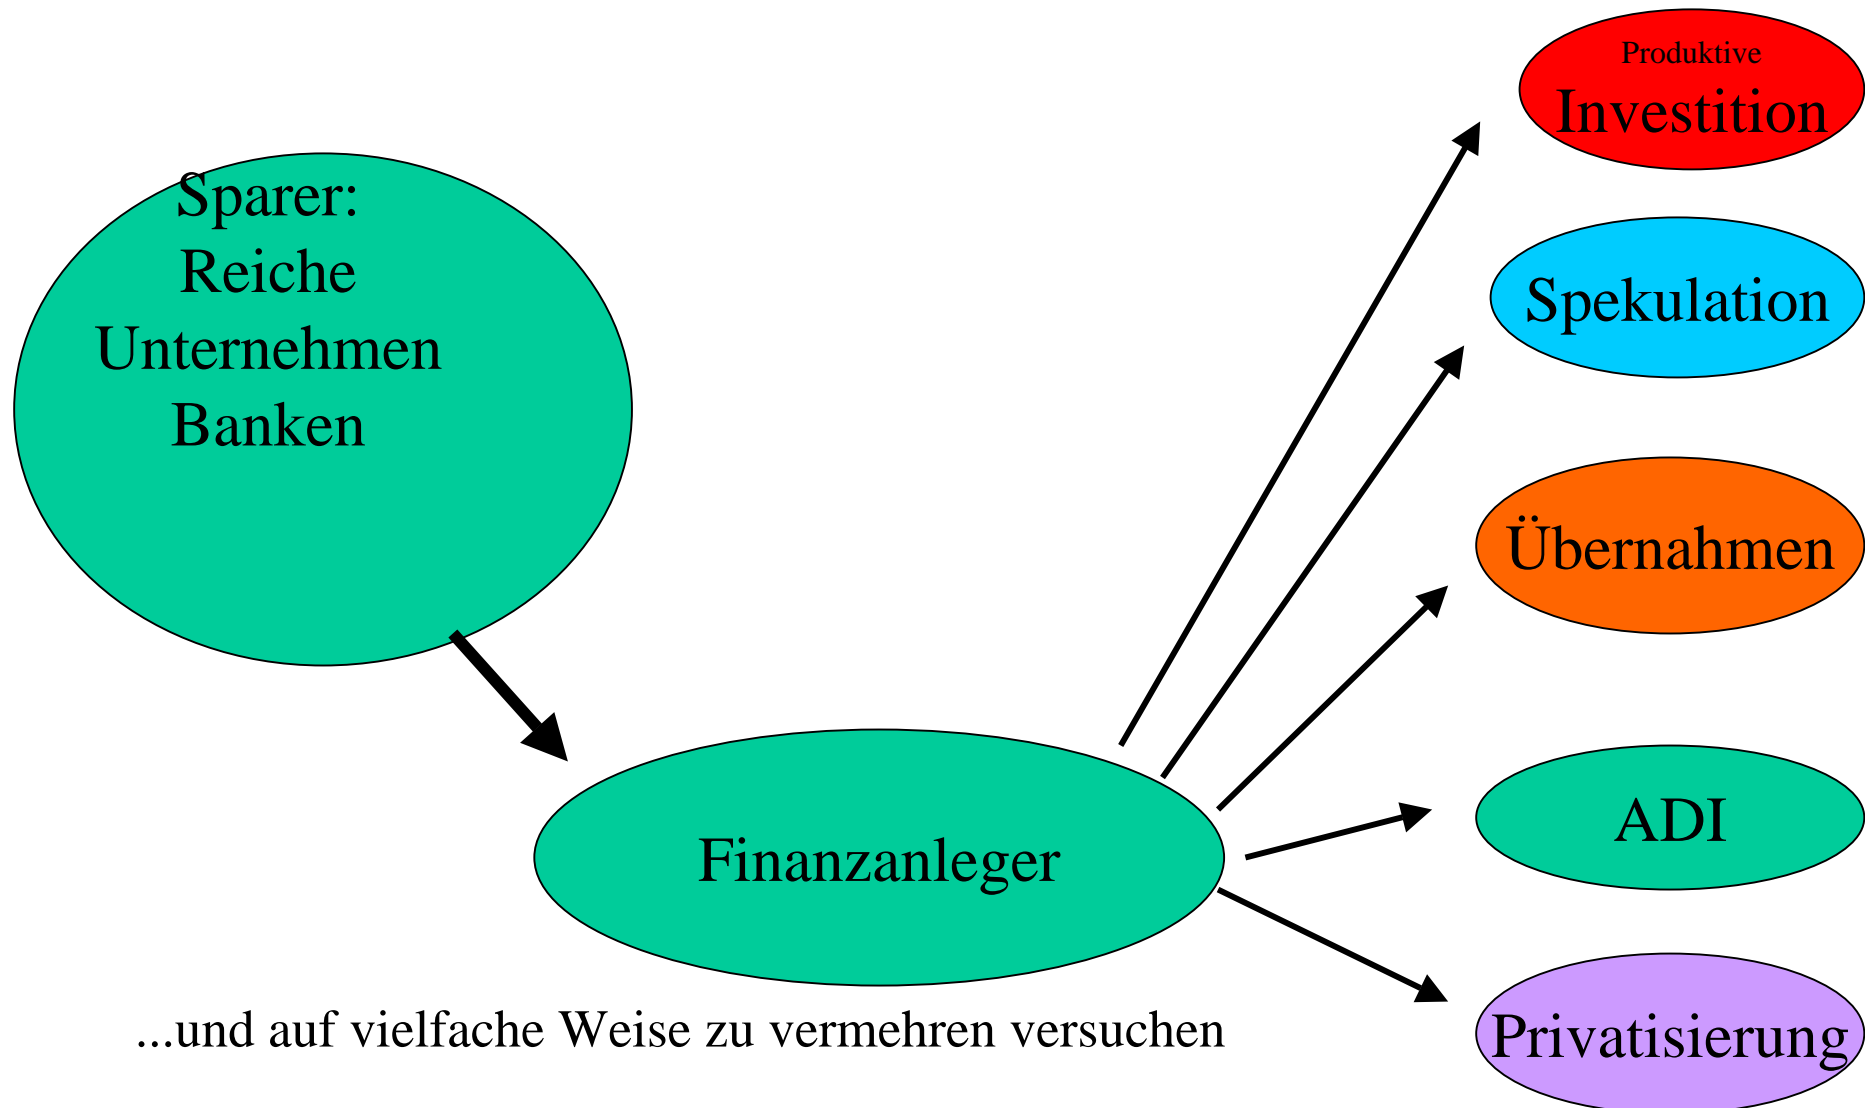 Sparer:
Reiche
Unternehmen
Banken
Finanzanleger
...und auf vielfache Weise zu vermehren versuchen
Produktive
Investition
Spekulation
Übernahmen
ADI
Privatisierung